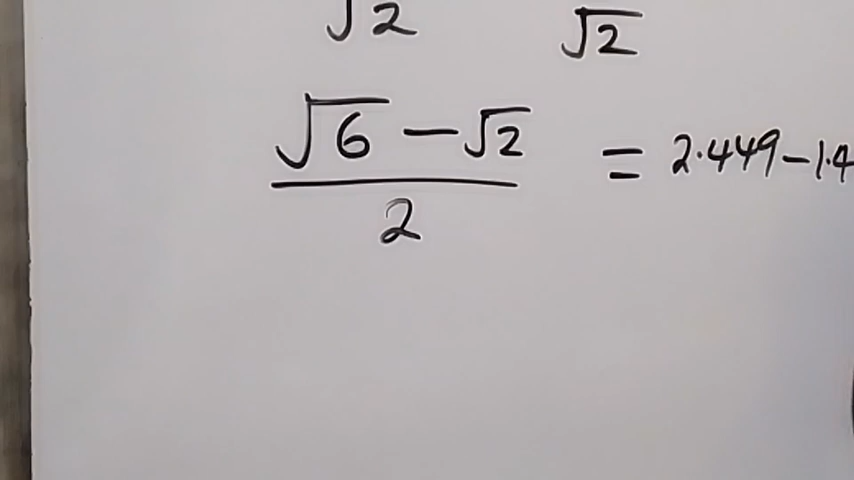 √2 √2
√6 - √2 = 2.449 - 1.4
2